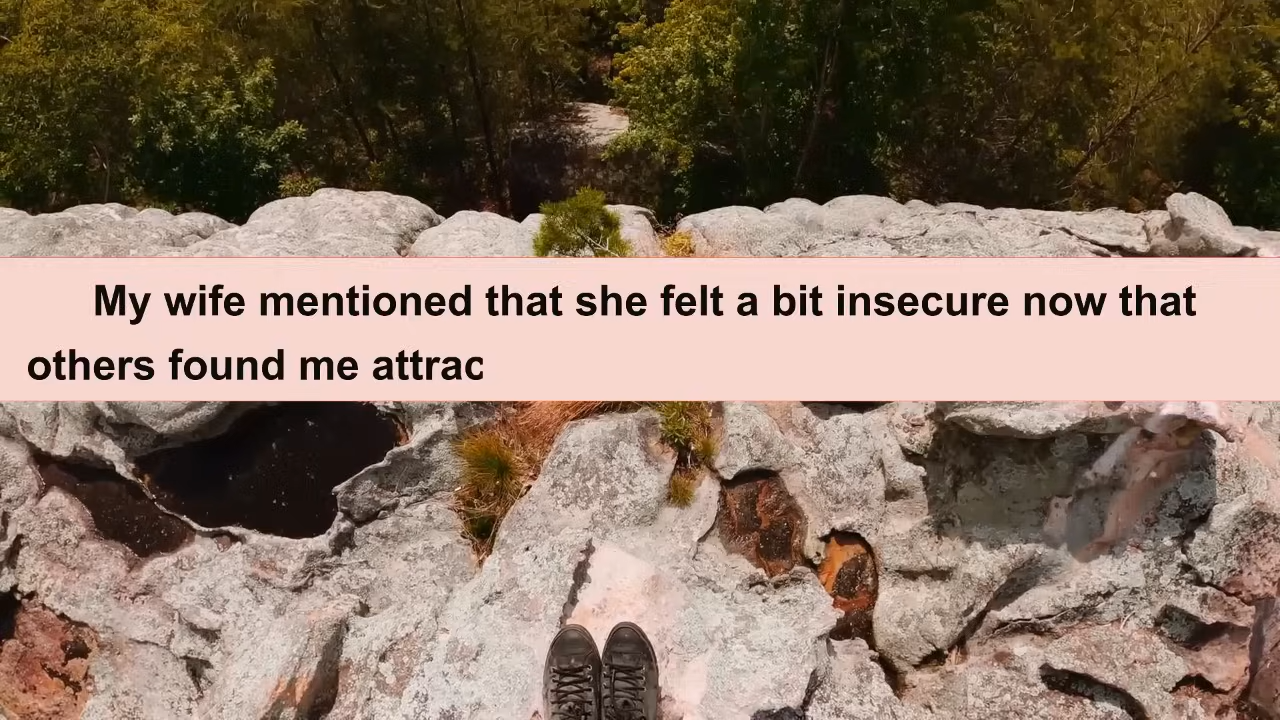 My wife mentioned that she felt a bit insecure now that
others found me attrac